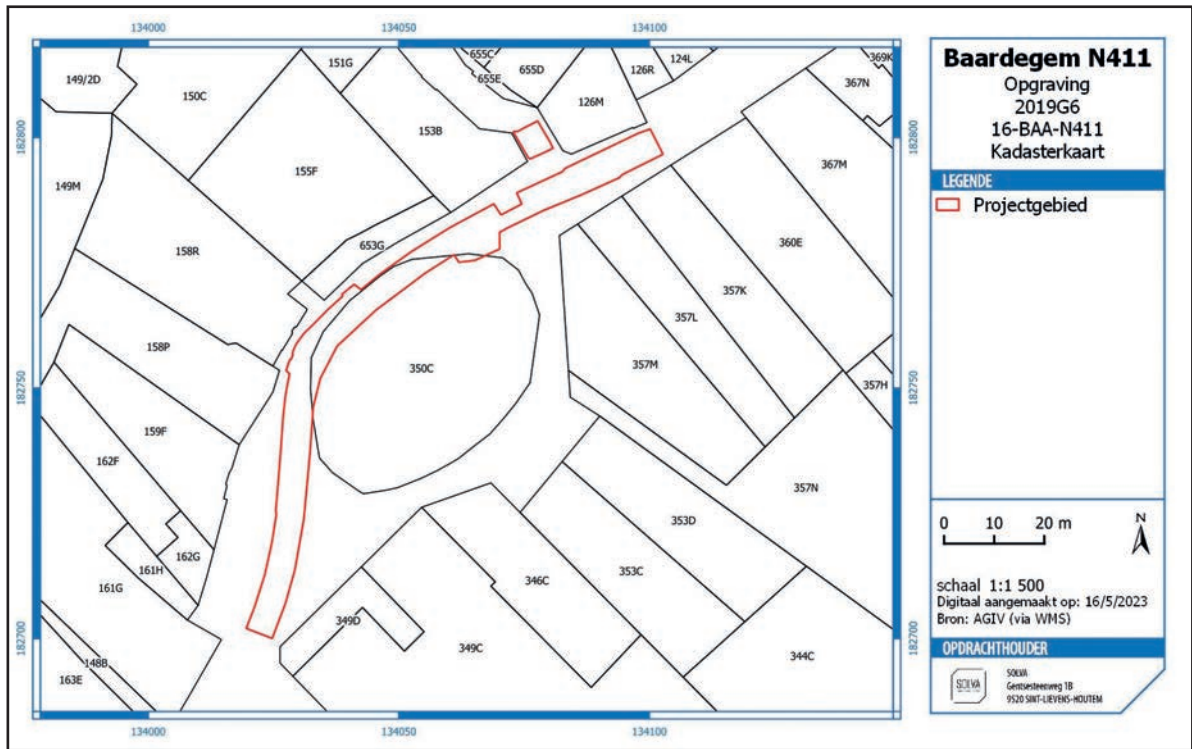 134000 134050 134100
149/2D
150C
151G
655C
655E
655D
126R
124L
369K
367N
126M
153B
155F
149M
367M
158R
653G
360E
357K
357L
158P
350C
357M
357H
159F
162F
357N
353D
162G
161H
161G
346C
353C
349D
349C
344C
148B
163E
182800
182750
182700
182800
182750
182700
134000 134050 134100
Baardegem N411
Opgraving
2019G6
16-BAA-N411
Kadasterkaart
LEGENDE
Projectgebied
0 10 20 m
N
schaal 1:1 500
Digitaal aangemaakt op: 16/5/2023
Bron: AGIV (via WMS)
OPDRACHTHOUDER
SOLVA
SOLVA
Gentsesteenweg 1B
9520 SINT-LIEVENS-HOUTEM